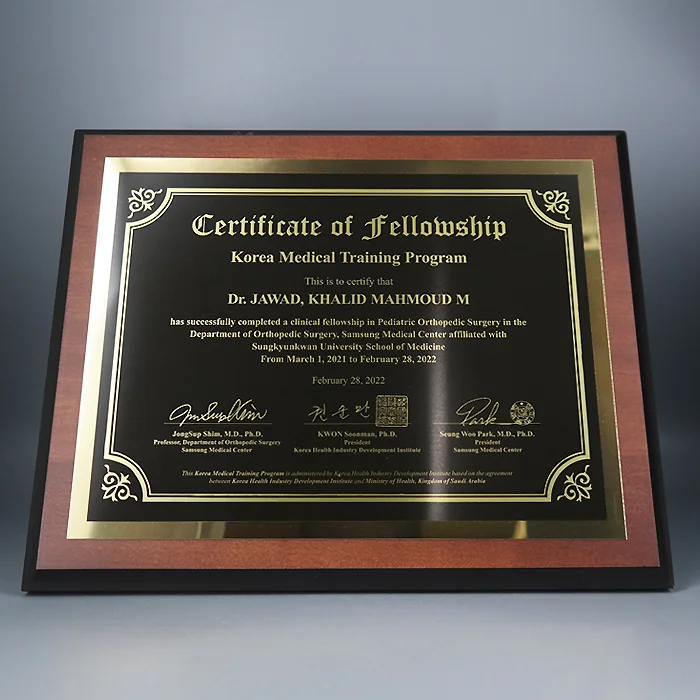 Certificate of Fellowship
Korea Medical Training Program
This is to certify that
Dr. JAWAD, KHALID MAHMOUD M
has successfully completed a clinical fellowship in Pediatric Orthopedic Surgery in the
Department of Orthopedic Surgery, Samsung Medical Center affiliated with
Sungkyunkwan University School of Medicine
From March 1, 2021 to February 28, 2022
February 28, 2022
JongSup Shim, M.D., Ph.D.
Professor, Department of Orthopedic Surgery
Samsung Medical Center
권순만
KWON Soonman, Ph.D.
President
Korea Health Industry Development Institute
Park
Seung Woo Park, M.D., Ph.D.
President
Samsung Medical Center
This Korea Medical Training Program is administered by Korea Health Industry Development Institute based on the agreement
between Korea Health Industry Development Institute and Ministry of Health, Kingdom of Saudi Arabia